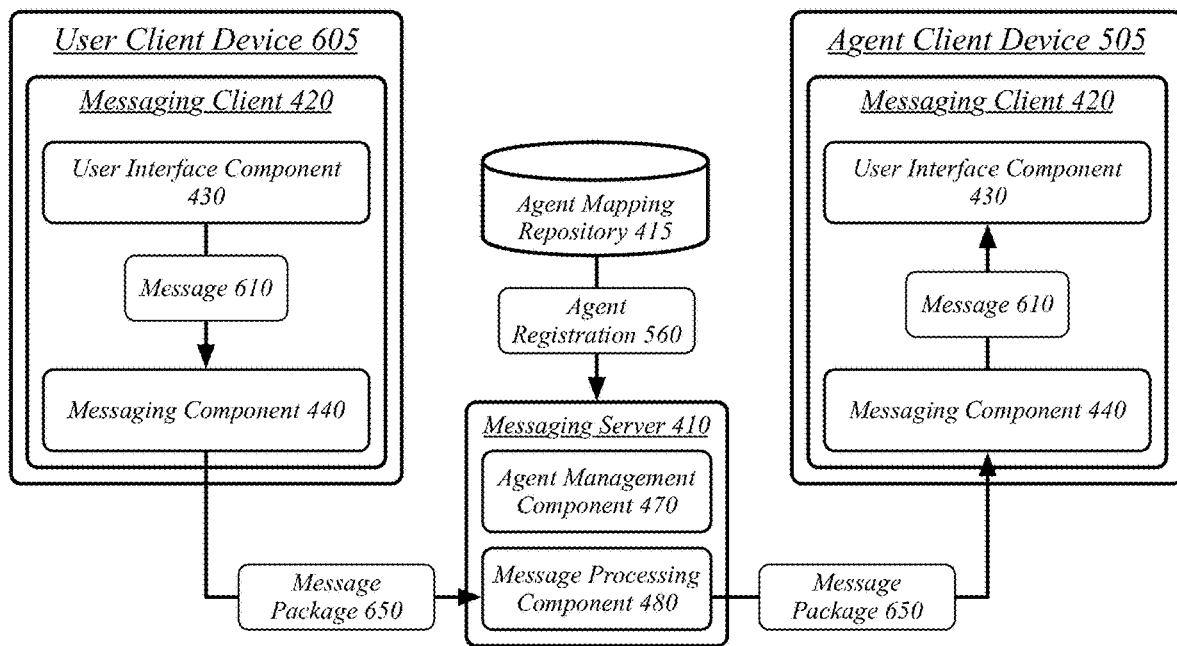 User Client Device 605
Messaging Client 420
User Interface Component
430
Message 610
Messaging Component 440
Message
Package 650
Agent Mapping
Repository 415
Agent
Registration 560
Messaging Server 410
Agent Management
Component 470
Message Processing
Component 480
Message
Package 650
Agent Client Device 505
Messaging Client 420
User Interface Component
430
Message 610
Messaging Component 440